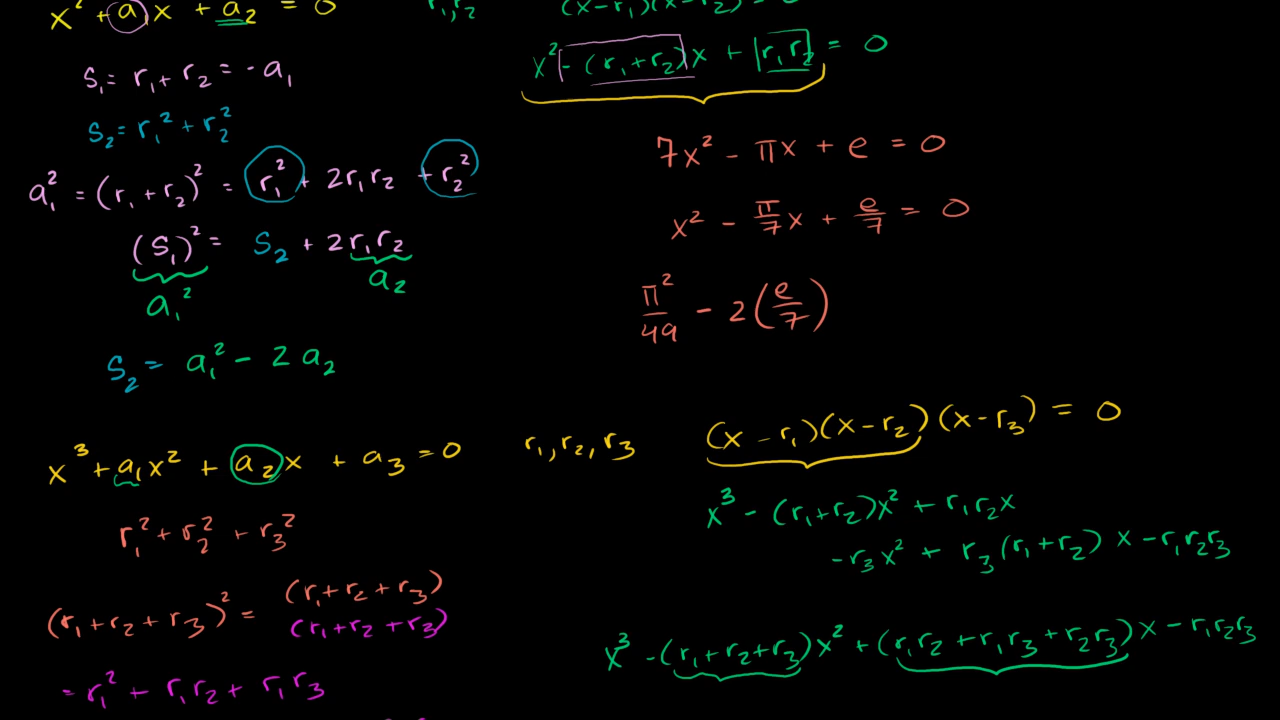 x² + a₁x + a₂ = 0
r₁, r₂
(x-r₁)(x-r₂) = 0
S₁ = r₁ + r₂ = -a₁
x² - (r₁+r₂)x + r₁r₂ = 0
S₂ = r₁² + r₂²
a₁² = (r₁ + r₂)² = r₁² + 2r₁r₂ + r₂²
(S₁)² = S₂ + 2r₁r₂
a₁²
a₂
S₂ = a₁² - 2a₂
7x² - πx + e = 0
x² - π/7 x + e/7 = 0
π²/49 - 2(e/7)
x³ + a₁x² + a₂x + a₃ = 0
r₁, r₂, r₃
(x - r₁)(x - r₂)(x - r₃) = 0
r₁² + r₂² + r₃²
x³ - (r₁+r₂)x² + r₁r₂x
-r₃x² + r₃(r₁+r₂)x - r₁r₂r₃
(r₁ + r₂ + r₃)² = (r₁+r₂+r₃)
(r₁+r₂+r₃)
x³ - (r₁+r₂+r₃)x² + (r₁r₂ + r₁r₃ + r₂r₃)x - r₁r₂r₃
= r₁² + r₁r₂ + r₁r₃